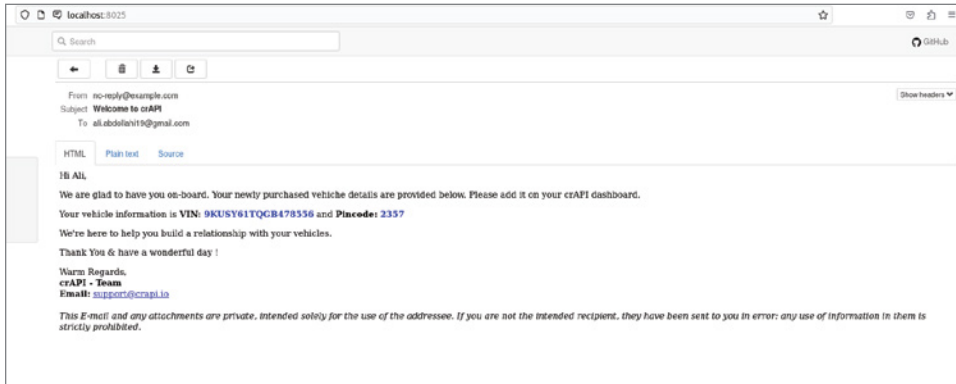 localhost:8025
Search
GitHub
From no-reply@example.com
Show headers
Subject Welcome to crAPI
To ali.abdollahi19@gmail.com
HTML Plain text Source
Hi Ali,
We are glad to have you on-board. Your newly purchased vehiche details are provided below. Please add it on your crAPI dashboard.
Your vehicle information is VIN: 9KUSY61TQGB478556 and Pincode: 2357
We're here to help you build a relationship with your vehicles.
Thank You & have a wonderful day !
Warm Regards,
crAPI - Team
Email: support@crapi.io
This E-mail and any attachments are private, intended solely for the use of the addressee. If you are not the intended recipient, they have been sent to you in error: any use of information in them is
strictly prohibited.